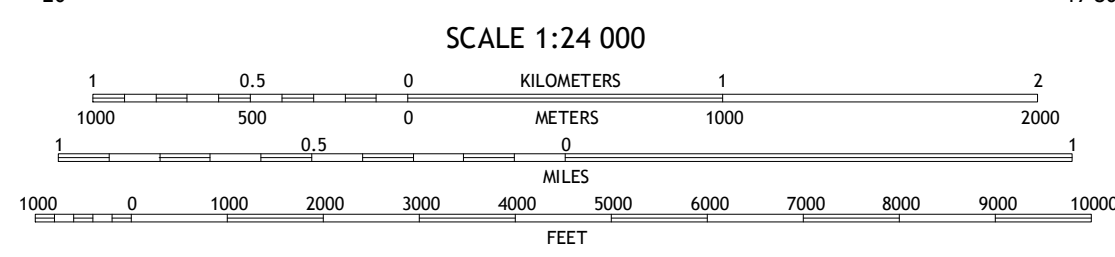 SCALE 1:24 000
1 0.5 0 KILOMETERS 1 2
1000 500 0 METERS 1000 2000
1 0.5 0 1
MILES
1000 0 1000 2000 3000 4000 5000 6000 7000 8000 9000 10000
FEET